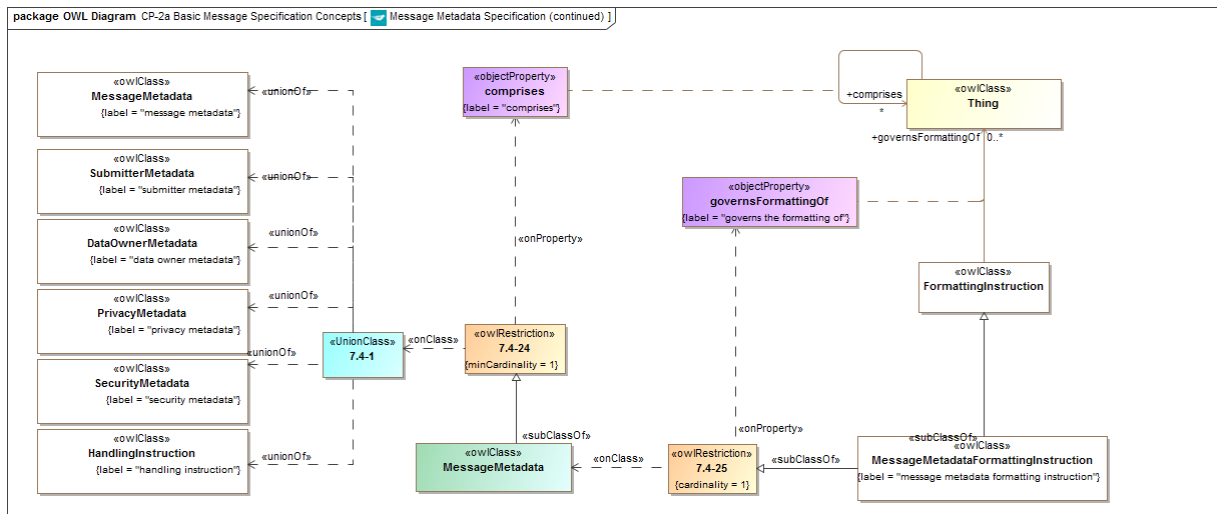 package OWL Diagram CP-2a Basic Message Specification Concepts [ Message Metadata Specification (continued) ]
«owlClass»
MessageMetadata
{label = "message metadata"}
«unionOf»
«owlClass»
SubmitterMetadata
{label = "submitter metadata"}
«unionOf»
«owlClass»
DataOwnerMetadata
{label = "data owner metadata"}
«unionOf»
«owlClass»
PrivacyMetadata
{label = "privacy metadata"}
«unionOf»
«owlClass»
SecurityMetadata
{label = "security metadata"}
«unionOf»
«owlClass»
HandlingInstruction
{label = "handling instruction"}
«unionOf»
«UnionClass»
7.4-1
«onClass»
«owlRestriction»
7.4-24
{minCardinality = 1}
«onProperty»
«objectProperty»
comprises
{label = "comprises"}
+comprises
*
«owlClass»
Thing
+governsFormattingOf 0..*
«objectProperty»
governsFormattingOf
{label = "governs the formatting of"}
«owlClass»
FormattingInstruction
«subClassOf»
«owlClass»
MessageMetadata
«onClass»
«onProperty»
«owlRestriction»
7.4-25
{cardinality = 1}
«subClassOf»
«subClassOf»
«owlClass»
MessageMetadataFormattingInstruction
{label = "message metadata formatting instruction"}